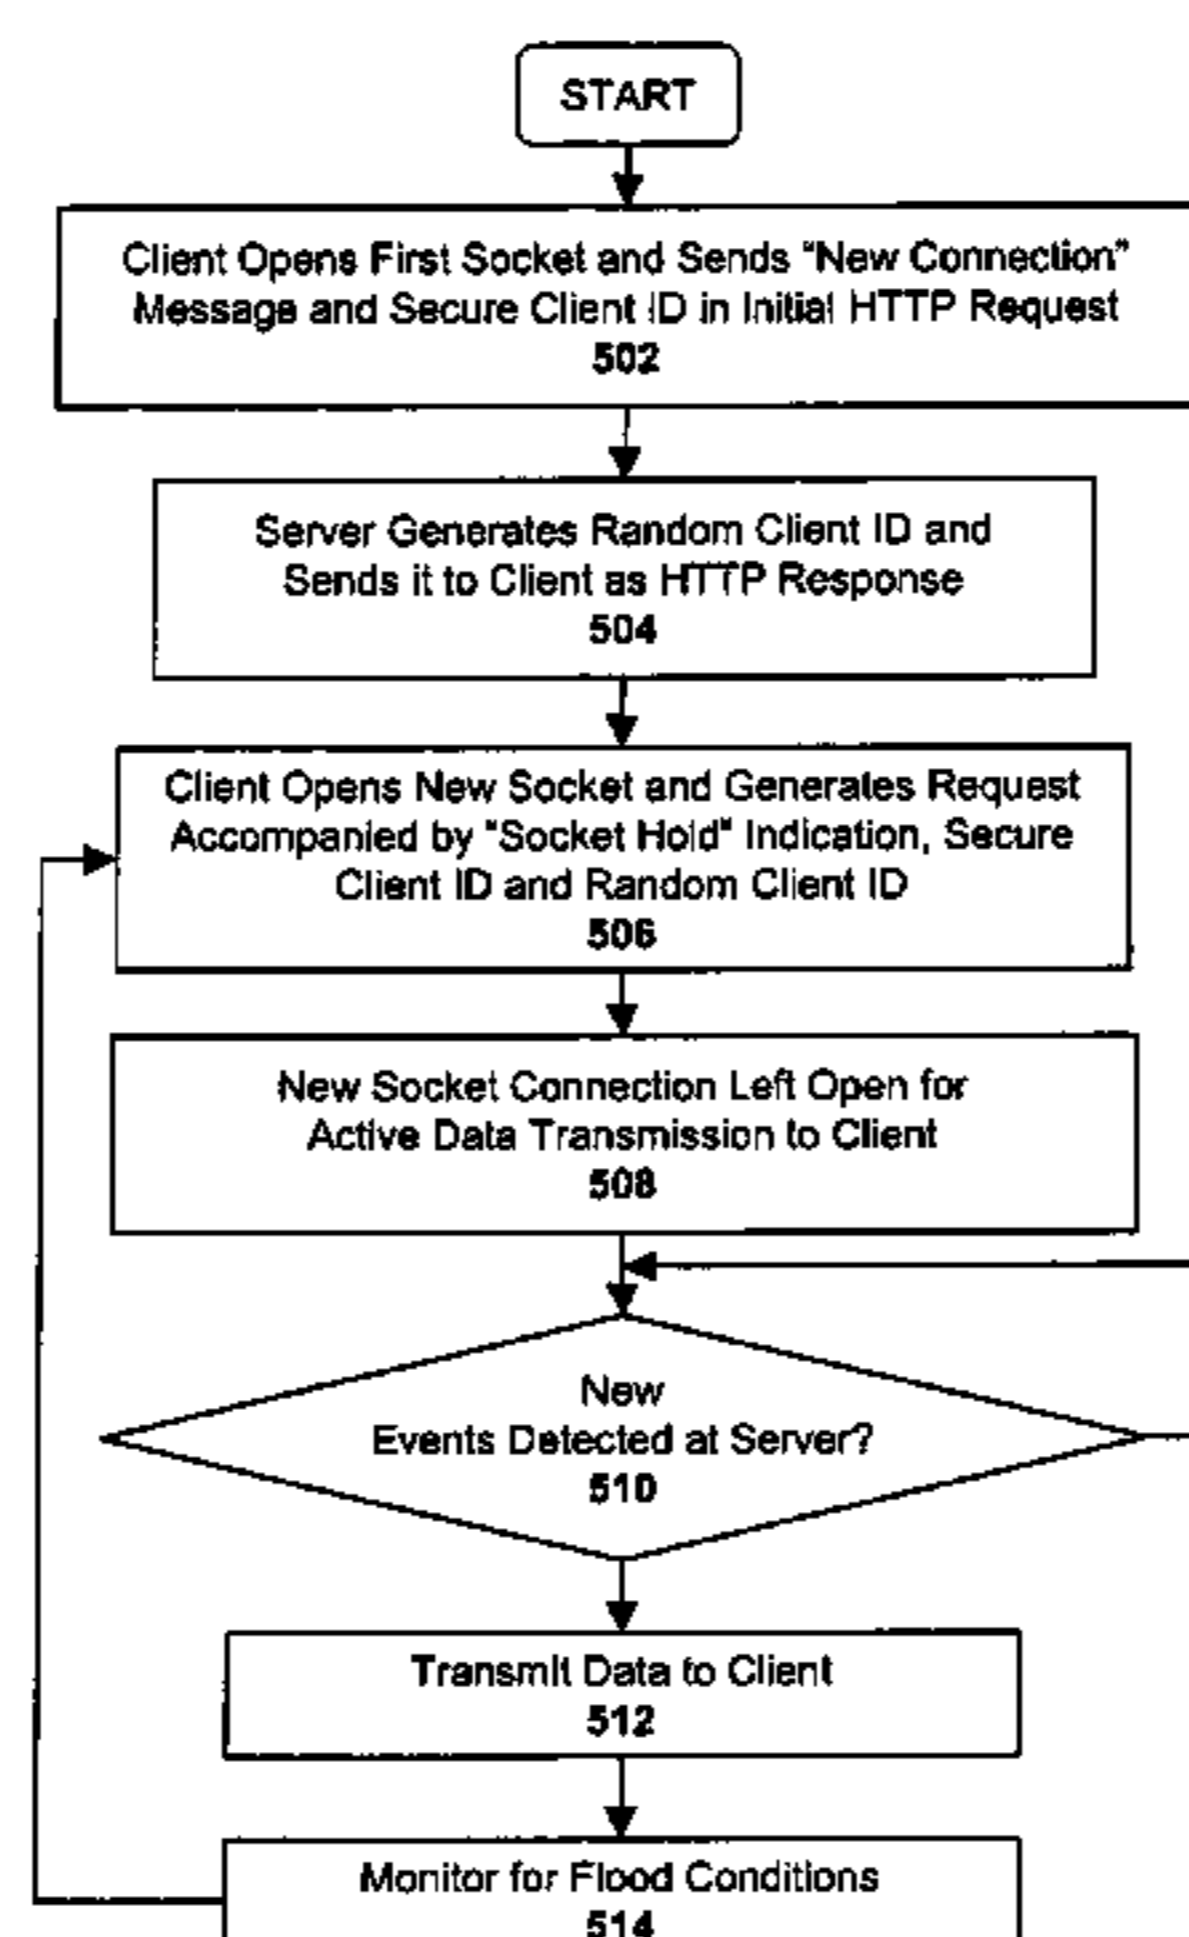 START
Client Opens First Socket and Sends "New Connection"
Message and Secure Client ID in Initial HTTP Request
502
Server Generates Random Client ID and
Sends it to Client as HTTP Response
504
Client Opens New Socket and Generates Request
Accompanied by "Socket Hold" Indication, Secure
Client ID and Random Client ID
506
New Socket Connection Left Open for
Active Data Transmission to Client
508
New
Events Detected at Server?
510
Transmit Data to Client
512
Monitor for Flood Conditions
514